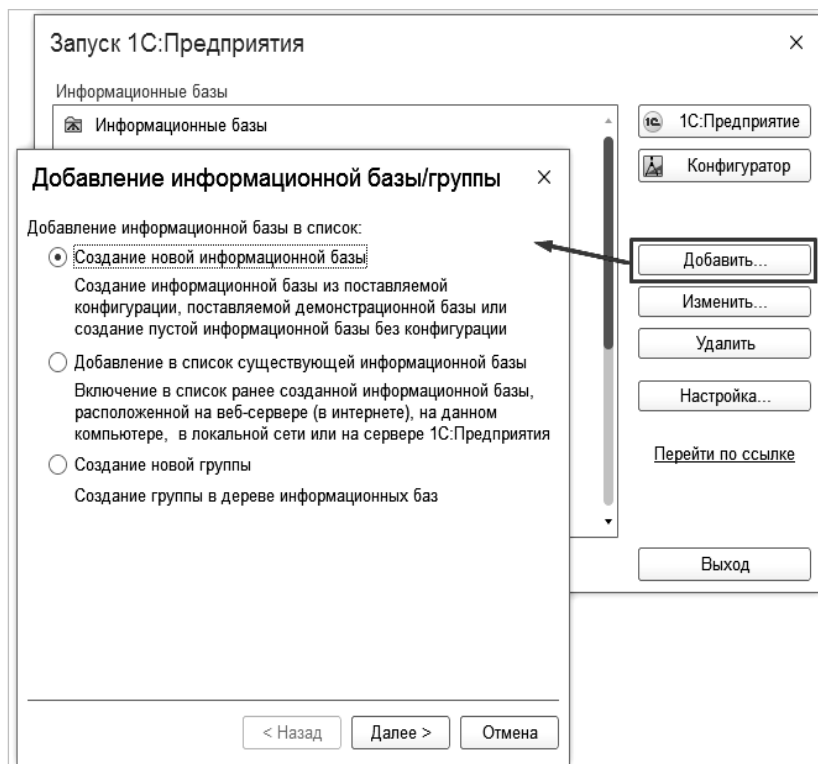 Запуск 1С:Предприятия
Информационные базы
Информационные базы
1С:Предприятие
Конфигуратор
Добавить...
Изменить...
Удалить
Настройка...
Перейти по ссылке
Выход
Добавление информационной базы/группы
Добавление информационной базы в список:
Создание новой информационной базы
Создание информационной базы из поставляемой
конфигурации, поставляемой демонстрационной базы или
создание пустой информационной базы без конфигурации
Добавление в список существующей информационной базы
Включение в список ранее созданной информационной базы,
расположенной на веб-сервере (в интернете), на данном
компьютере, в локальной сети или на сервере 1С:Предприятия
Создание новой группы
Создание группы в дереве информационных баз
< Назад
Далее >
Отмена